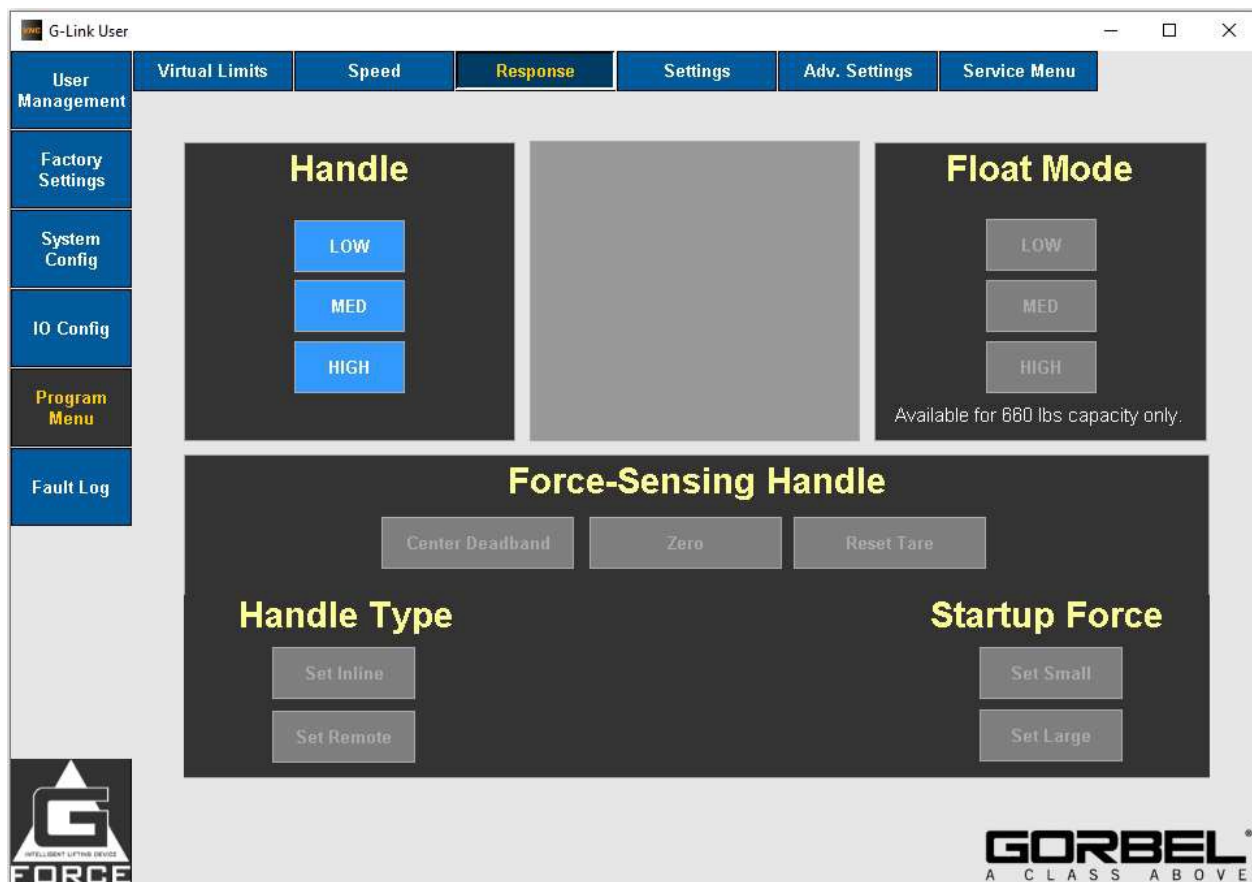 G-Link User
Virtual Limits
Speed
Response
Settings
Adv. Settings
Service Menu
User
Management
Factory
Settings
System
Config
IO Config
Program
Menu
Fault Log
Handle
LOW
MED
HIGH
Float Mode
LOW
MED
HIGH
Available for 660 lbs capacity only.
Force-Sensing Handle
Center Deadband
Zero
Reset Tare
Handle Type
Set Inline
Set Remote
Startup Force
Set Small
Set Large
G
INTELLIGENT LIFTING DEVICE
FORCE
GORBEL®
A CLASS ABOVE